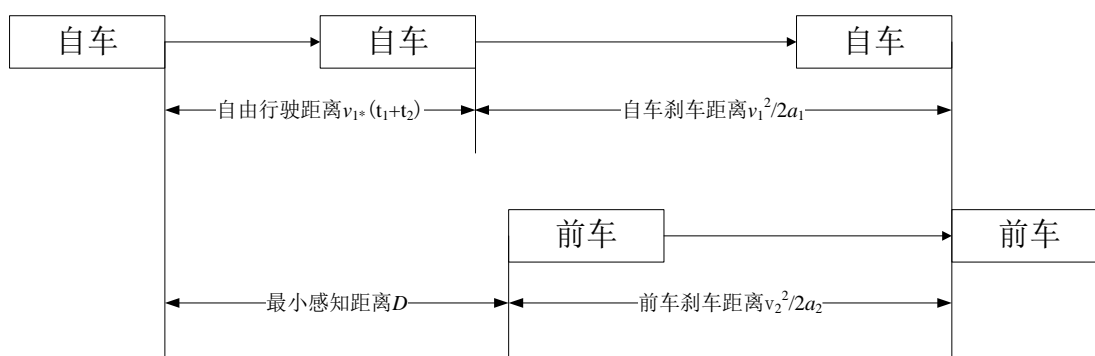 自车 自车 自车
自由行驶距离v₁*(t₁+t₂) 自车刹车距离v₁²/2a₁
前车 前车
最小感知距离D 前车刹车距离v₂²/2a₂